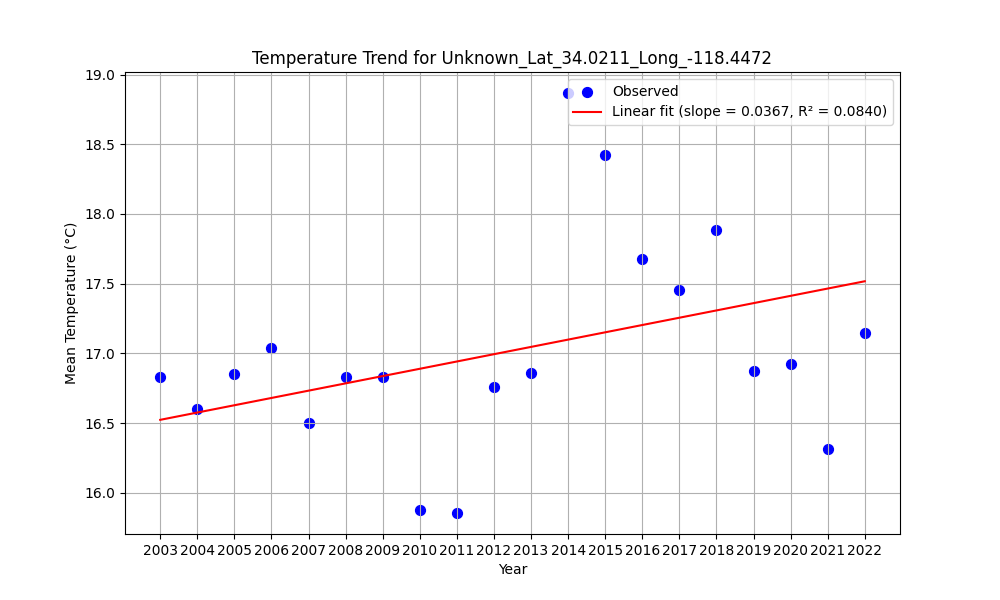 Temperature Trend for Unknown_Lat_34.0211_Long_-118.4472
Observed
Linear fit (slope = 0.0367, R² = 0.0840)
Mean Temperature (°C)
19.0
18.5
18.0
17.5
17.0
16.5
16.0
2003 2004 2005 2006 2007 2008 2009 2010 2011 2012 2013 2014 2015 2016 2017 2018 2019 2020 2021 2022
Year